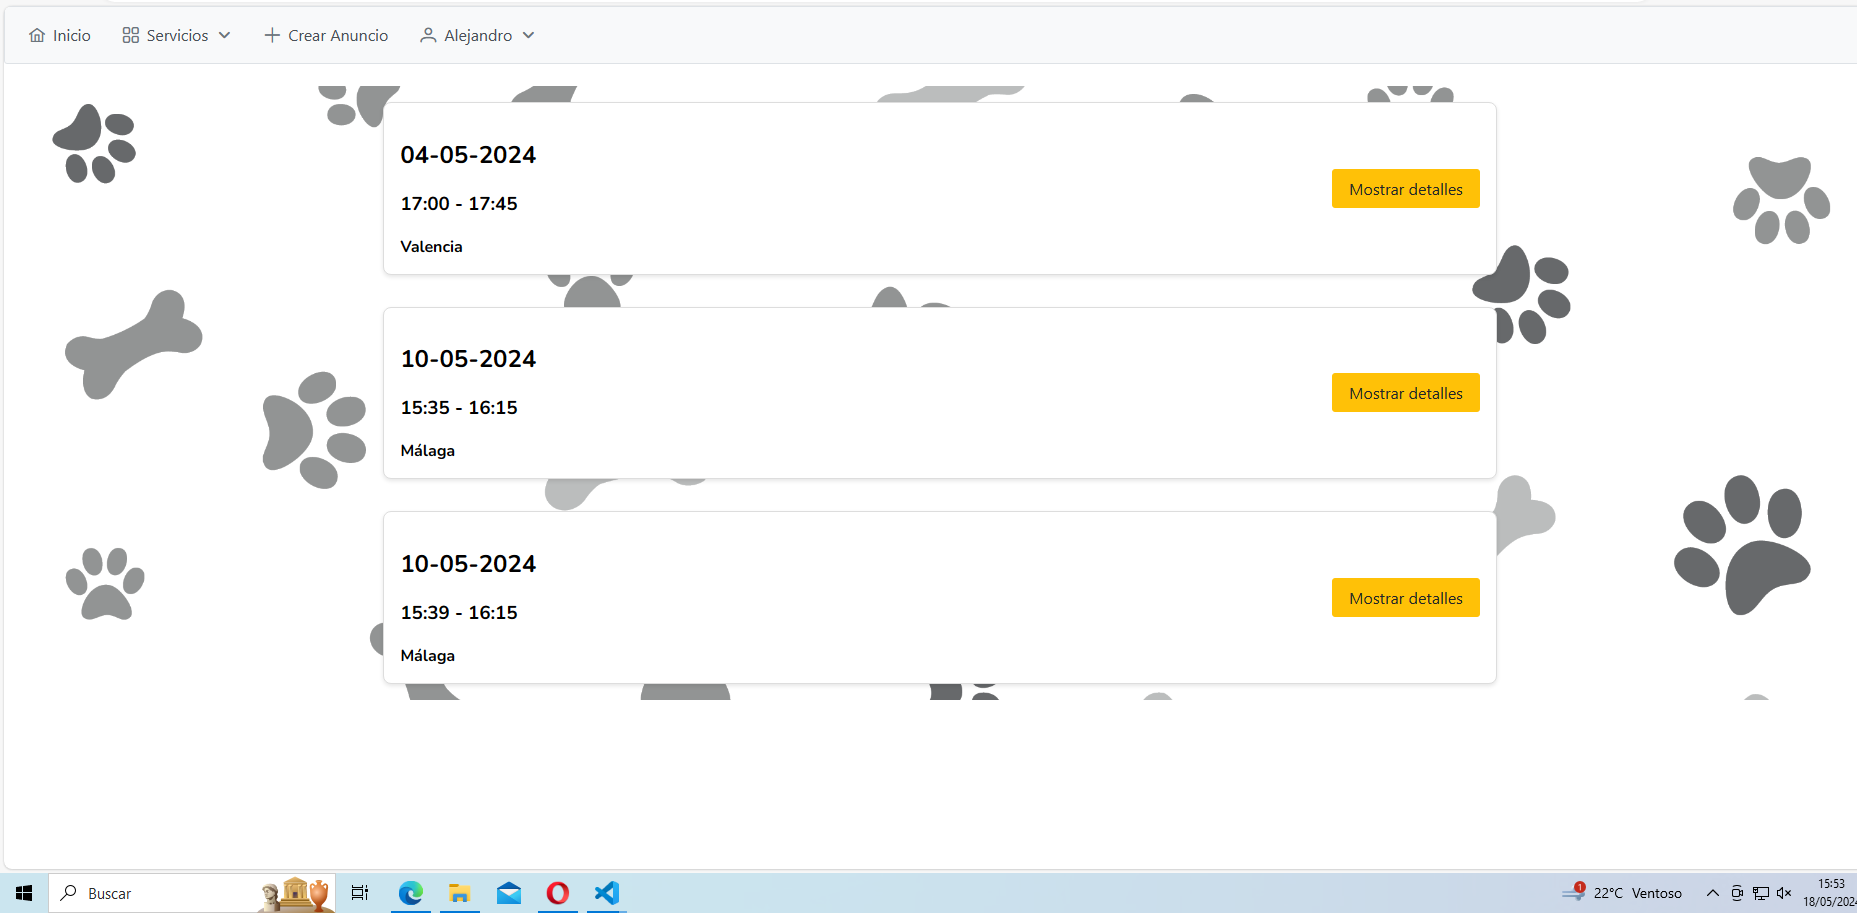 Inicio
Servicios
Crear Anuncio
Alejandro
04-05-2024
17:00 - 17:45
Valencia
Mostrar detalles
10-05-2024
15:35 - 16:15
Málaga
Mostrar detalles
10-05-2024
15:39 - 16:15
Málaga
Mostrar detalles
Buscar
1
22°C Ventoso
15:53
18/05/2024